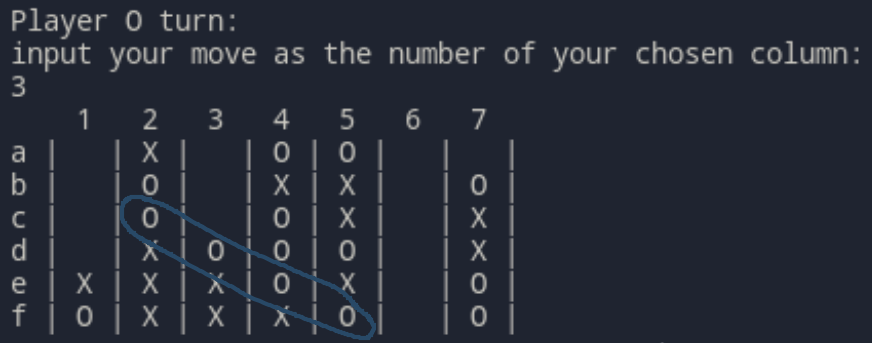 Player O turn:
input your move as the number of your chosen column:
3
    1   2   3   4   5   6   7
a |   | X |   | O | O |   |   |
b |   | O |   | X | X |   | O |
c |   | O |   | O | X |   | X |
d |   | X | O | O | O |   | X |
e | X | X | X | O | X |   | O |
f | O | X | X | X | O |   | O |